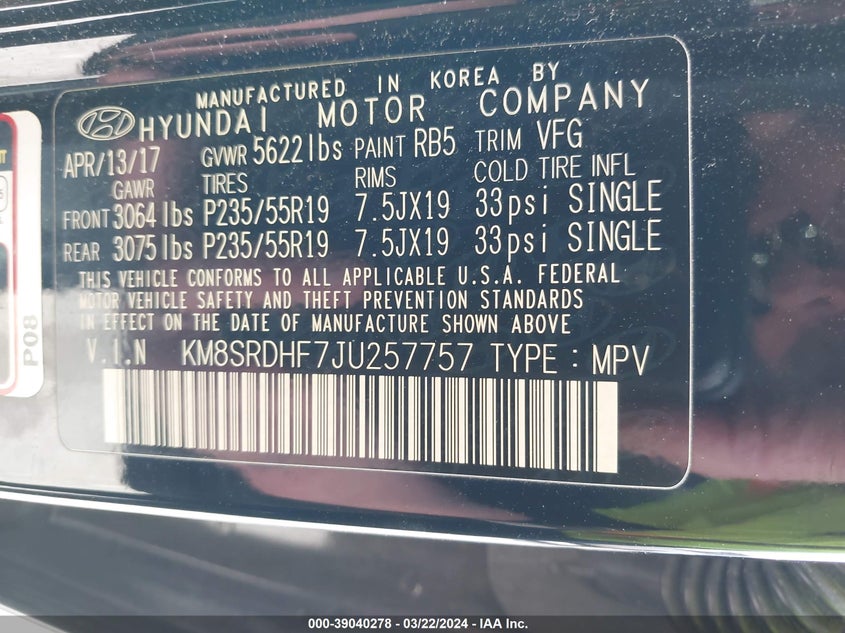 MANUFACTURED IN KOREA BY
HYUNDAI MOTOR COMPANY
APR/13/17 GVWR 5622lbs PAINT RB5 TRIM VFG
GAWR TIRES RIMS COLD TIRE INFL
FRONT 3064lbs P235/55R19 7.5JX19 33psi SINGLE
REAR 3075lbs P235/55R19 7.5JX19 33psi SINGLE
THIS VEHICLE CONFORMS TO ALL APPLICABLE U.S.A. FEDERAL
MOTOR VEHICLE SAFETY AND THEFT PREVENTION STANDARDS
IN EFFECT ON THE DATE OF MANUFACTURE SHOWN ABOVE
V.I.N KM8SRDHF7JU257757 TYPE : MPV
P08
000-39040278 - 03/22/2024 - IAA Inc.